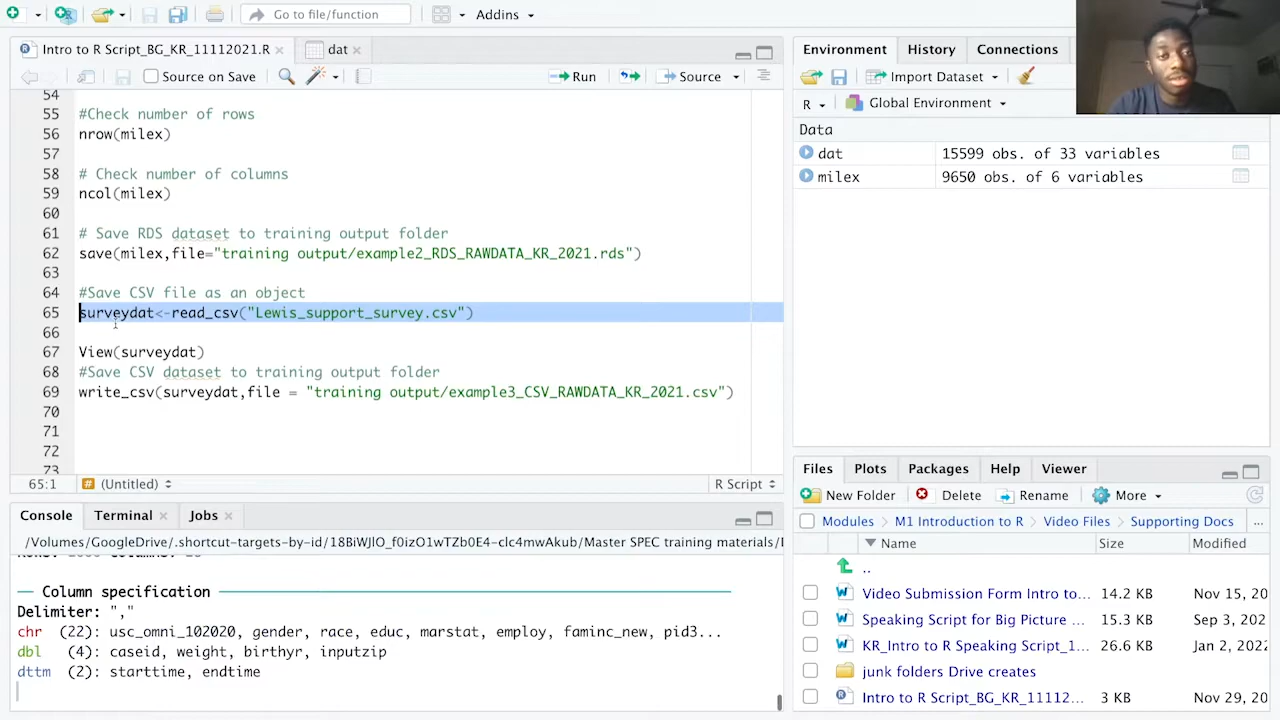 Go to file/function
Addins
Intro to R Script_BG_KR_11112021.R
dat
Source on Save
Run
Source
54
55 #Check number of rows
56 nrow(milex)
57
58 # Check number of columns
59 ncol(milex)
60
61 # Save RDS dataset to training output folder
62 save(milex,file="training output/example2_RDS_RAWDATA_KR_2021.rds")
63
64 #Save CSV file as an object
65 surveydat<-read_csv("Lewis_support_survey.csv")
66
67 View(surveydat)
68 #Save CSV dataset to training output folder
69 write_csv(surveydat,file = "training output/example3_CSV_RAWDATA_KR_2021.csv")
70
71
72
73
65:1 # (Untitled) R Script
Console Terminal Jobs
/Volumes/GoogleDrive/.shortcut-targets-by-id/18BiWJlO_f0izO1wTZb0E4-clc4mwAkub/Master SPEC training materials/
Column specification
Delimiter: ","
chr (22): usc_omni_102020, gender, race, educ, marstat, employ, faminc_new, pid3...
dbl (4): caseid, weight, birthyr, inputzip
dttm (2): starttime, endtime
Environment History Connections
Import Dataset
R Global Environment
Data
dat 15599 obs. of 33 variables
milex 9650 obs. of 6 variables
Files Plots Packages Help Viewer
New Folder Delete Rename More
Modules M1 Introduction to R Video Files Supporting Docs ...
Name Size Modified
..
Video Submission Form Intro to... 14.2 KB Nov 15, 20
Speaking Script for Big Picture ... 15.3 KB Sep 3, 202
KR_Intro to R Speaking Script_1... 26.6 KB Jan 2, 2022
junk folders Drive creates
Intro to R Script_BG_KR_11112... 3 KB Nov 29, 20